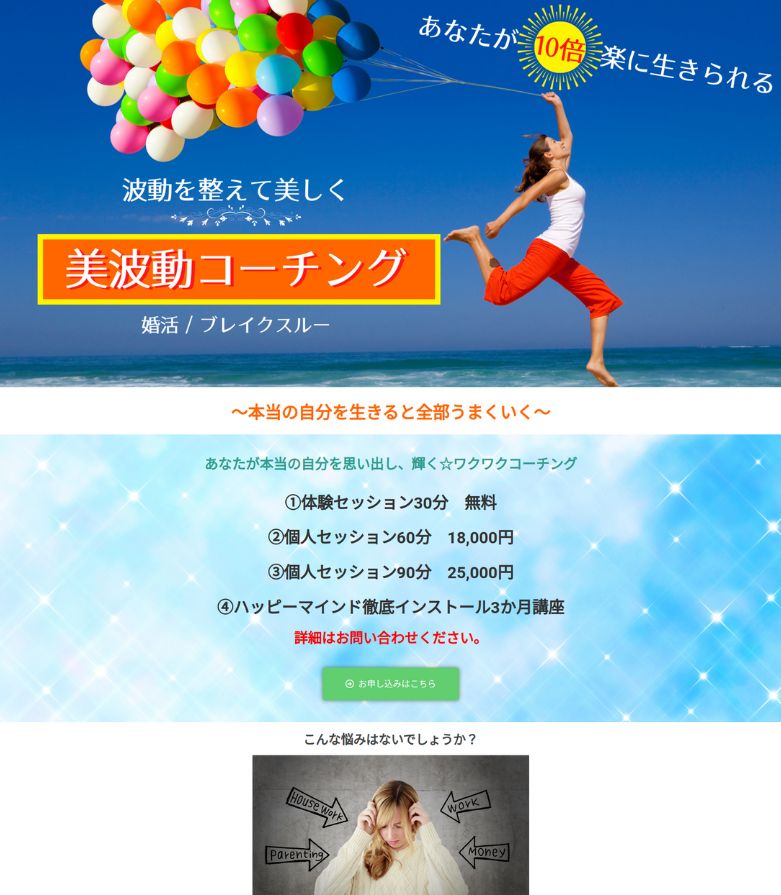 あなたが10倍楽に生きられる
波動を整えて美しく
美波動コーチング
婚活 / ブレイクスルー
〜本当の自分を生きると全部うまくいく〜
あなたが本当の自分を思い出し、輝く☆ワクワクコーチング
①体験セッション30分　無料
②個人セッション60分　18,000円
③個人セッション90分　25,000円
④ハッピーマインド徹底インストール3か月講座
詳細はお問い合わせください。
お申し込みはこちら
こんな悩みはないでしょうか？
House work
Work
Parenting
Money